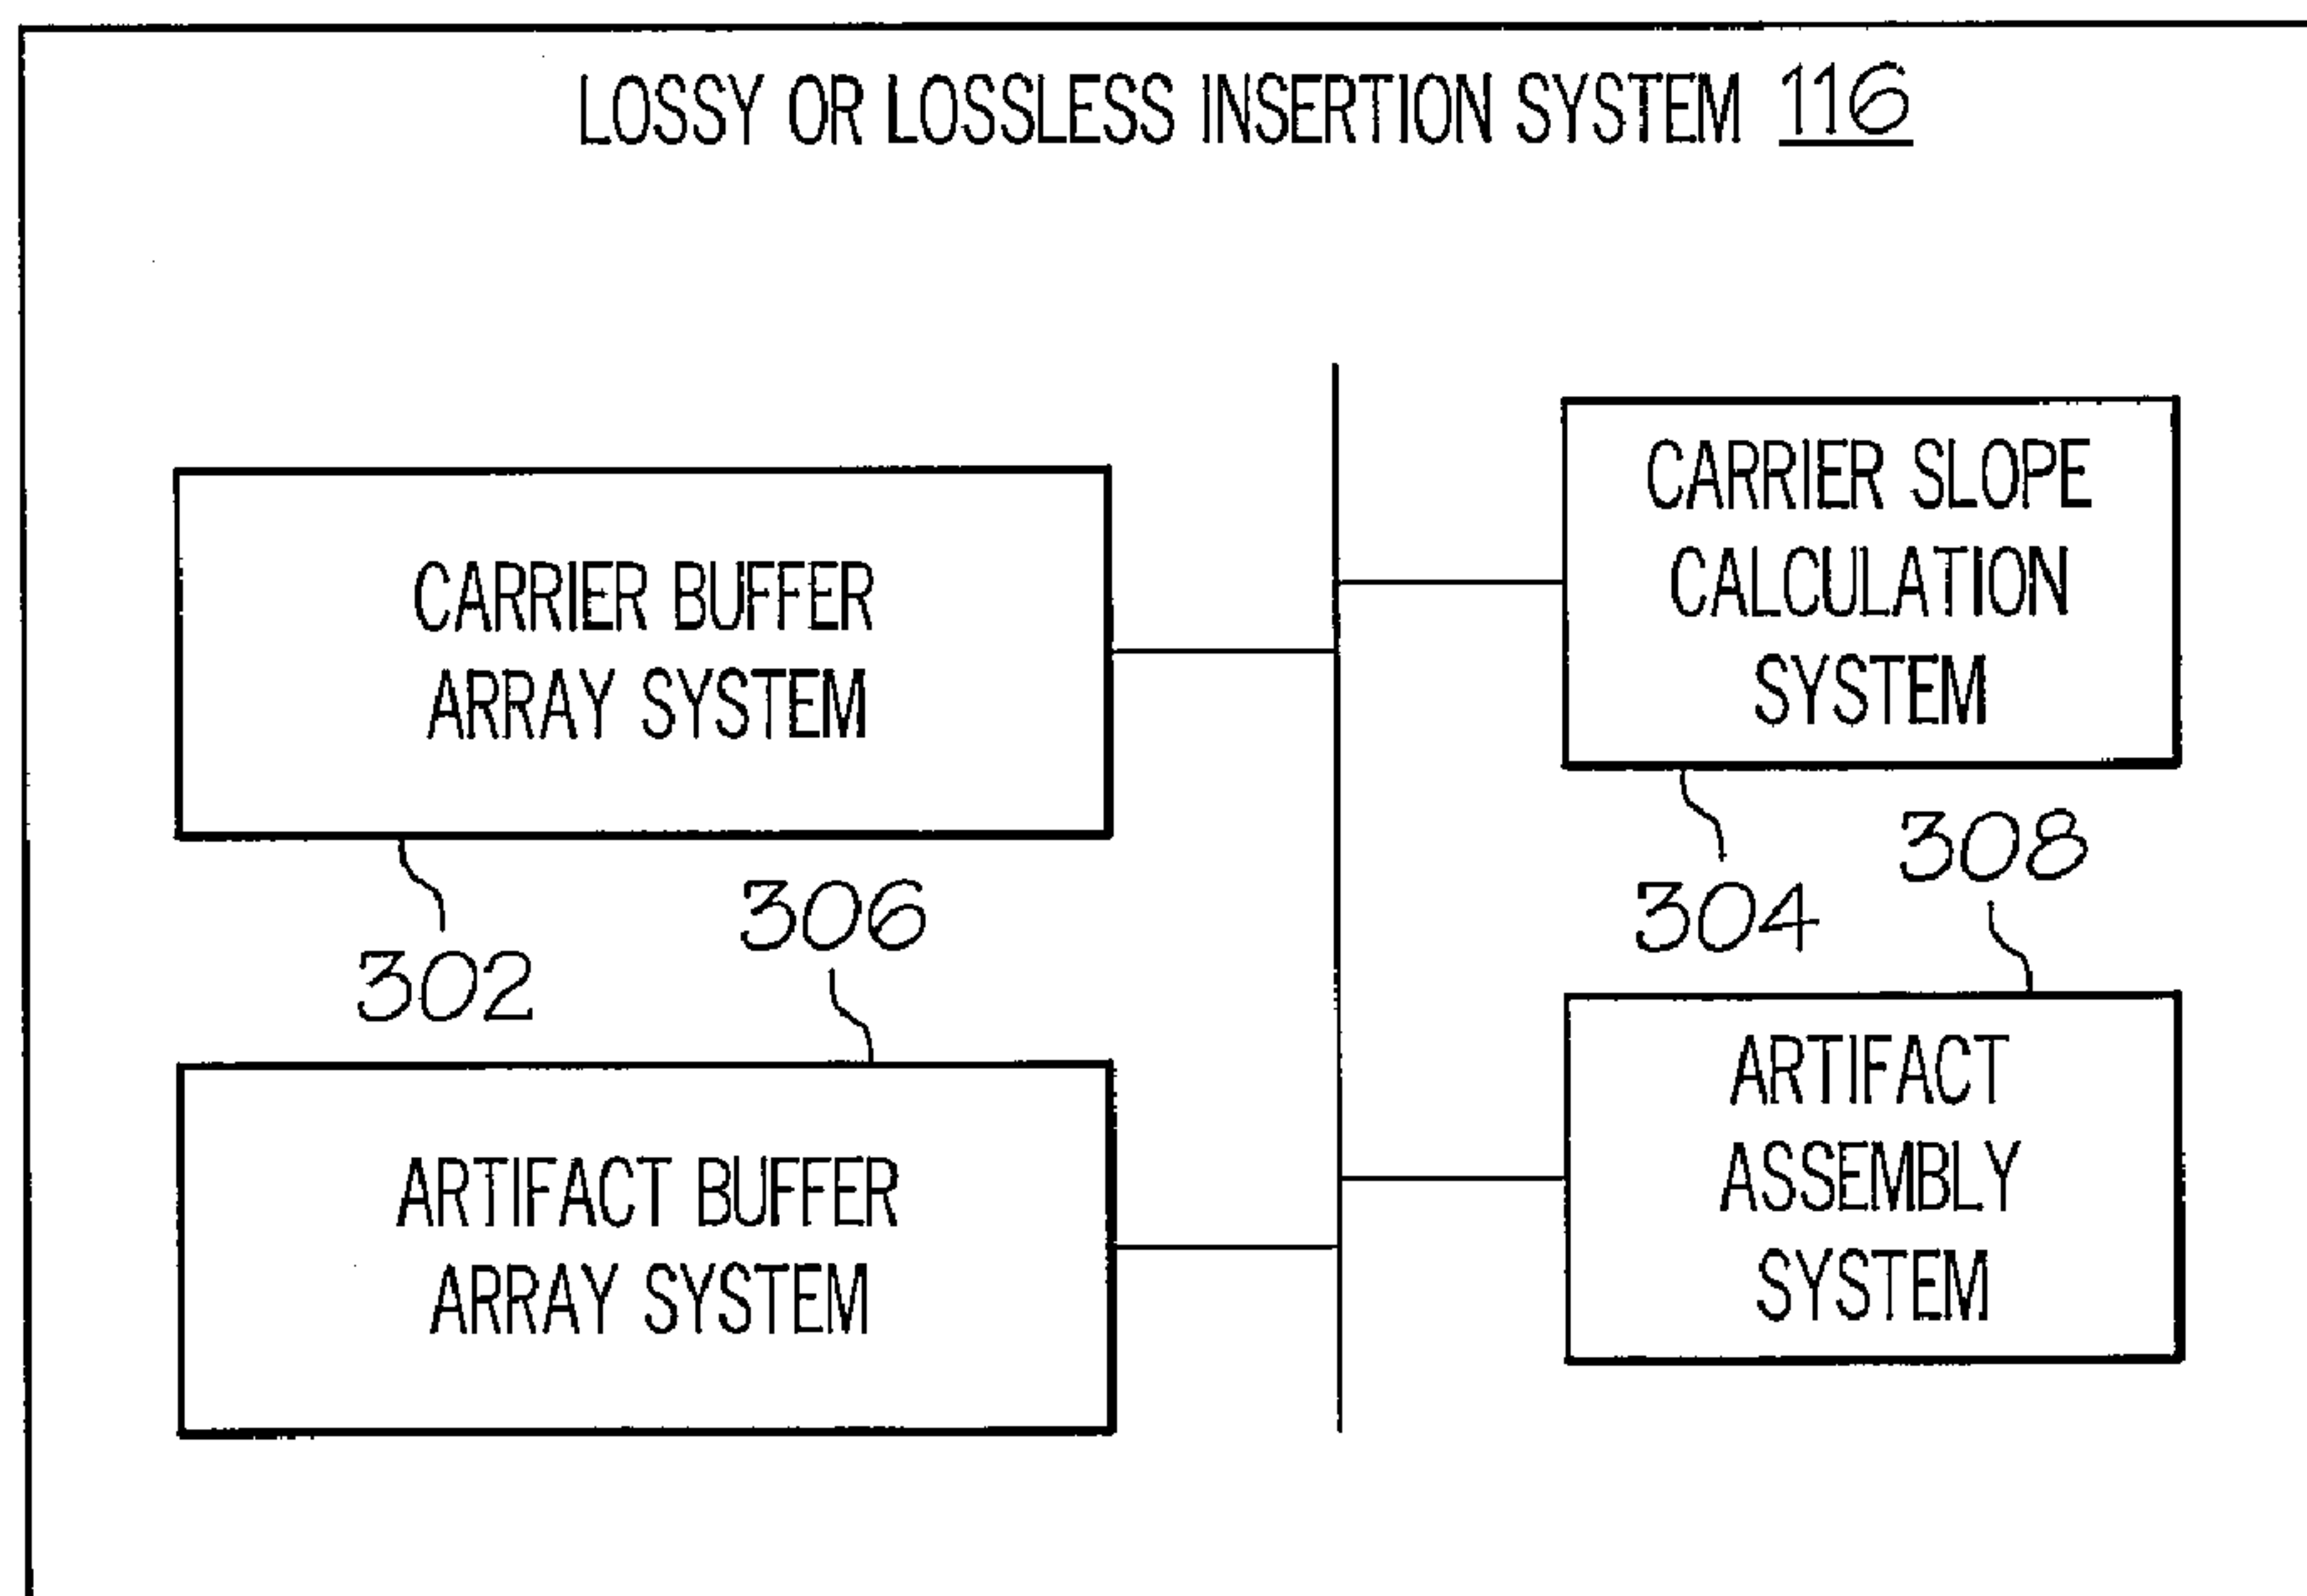 LOSSY OR LOSSLESS INSERTION SYSTEM 116
CARRIER BUFFER
ARRAY SYSTEM
302
CARRIER SLOPE
CALCULATION
SYSTEM
304
306
ARTIFACT BUFFER
ARRAY SYSTEM
308
ARTIFACT
ASSEMBLY
SYSTEM